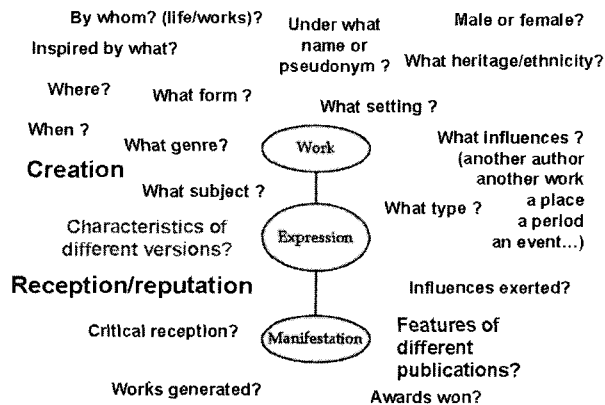 By whom? (life/works)?
Under what
name or
pseudonym ?
Male or female?
Inspired by what?
What heritage/ethnicity?
Where?
What form ?
What setting ?
When ?
What genre?
Work
What influences ?
(another author
another work
a place
a period
an event...)
Creation
What subject ?
What type ?
Characteristics of
different versions?
Expression
Reception/reputation
Influences exerted?
Critical reception?
Manifestation
Features of
different
publications?
Works generated?
Awards won?